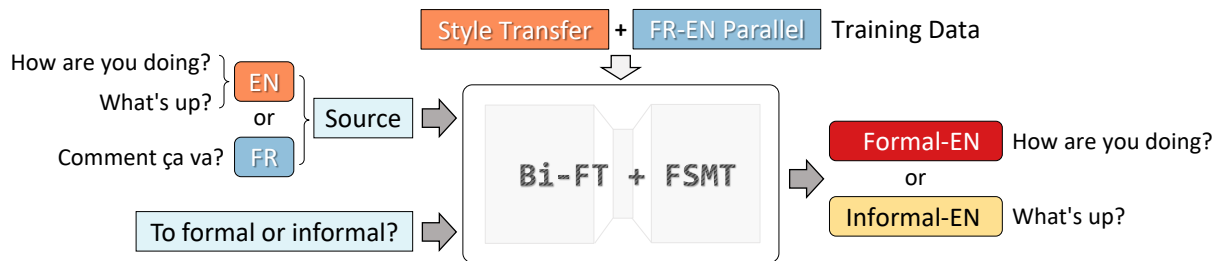 Style Transfer + FR-EN Parallel Training Data
How are you doing?
What's up?
EN
or
Comment ça va?
FR
Source
To formal or informal?
Bi-FT + FSMT
Formal-EN How are you doing?
or
Informal-EN What's up?